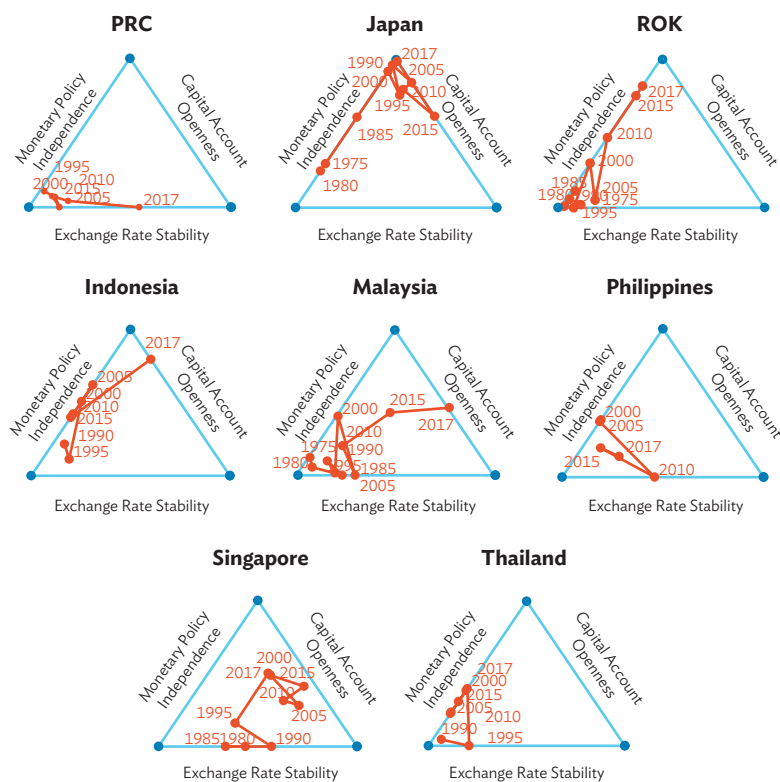 PRC
Monetary Policy
Independence
Capital Account
Openness
1995
2010
2000
2015
2005
2017
Exchange Rate Stability
Japan
Monetary Policy
Independence
Capital Account
Openness
2017
1990
2005
2000
2010
1995
1985
2015
1975
1980
Exchange Rate Stability
ROK
Monetary Policy
Independence
Capital Account
Openness
2017
2015
2010
2000
1985
2005
1980
1990
1975
1995
Exchange Rate Stability
Indonesia
Monetary Policy
Independence
Capital Account
Openness
2017
2005
2000
2010
2015
1990
1995
Exchange Rate Stability
Malaysia
Monetary Policy
Independence
Capital Account
Openness
2015
2000
2017
2010
1975
1990
1980
1995
1985
2005
Exchange Rate Stability
Philippines
Monetary Policy
Independence
Capital Account
Openness
2000
2005
2017
2015
2010
Exchange Rate Stability
Singapore
Monetary Policy
Independence
Capital Account
Openness
2000
2017
2015
2010
2005
1995
1985
1980
1990
Exchange Rate Stability
Thailand
Monetary Policy
Independence
Capital Account
Openness
2017
2000
2015
2005
2010
1990
1995
Exchange Rate Stability